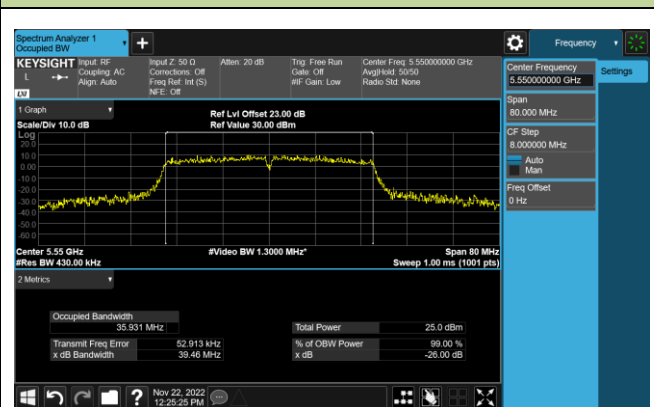 Spectrum Analyzer 1
Occupied BW
Frequency
KEYSIGHT
L
LXI
Input: RF
Coupling: AC
Align: Auto
Input Z: 50 Ω
Corrections: Off
Freq Ref: Int (S)
NFE: Off
Atten: 20 dB
Trig: Free Run
Gate: Off
#IF Gain: Low
Center Freq: 5.550000000 GHz
Avg|Hold: 50/50
Radio Std: None
Center Frequency
5.550000000 GHz
Settings
Span
80.000 MHz
CF Step
8.000000 MHz
Auto
Man
Freq Offset
0 Hz
1 Graph
Scale/Div 10.0 dB
Ref Lvl Offset 23.00 dB
Ref Value 30.00 dBm
Log
20.0
10.0
0.00
-10.0
-20.0
-30.0
-40.0
-50.0
-60.0
Center 5.55 GHz
#Res BW 430.00 kHz
#Video BW 1.3000 MHz*
Span 80 MHz
Sweep 1.00 ms (1001 pts)
2 Metrics
Occupied Bandwidth
35.931 MHz
Total Power 25.0 dBm
Transmit Freq Error 52.913 kHz
% of OBW Power 99.00 %
x dB Bandwidth 39.46 MHz
x dB -26.00 dB
?
Nov 22, 2022
12:25:25 PM